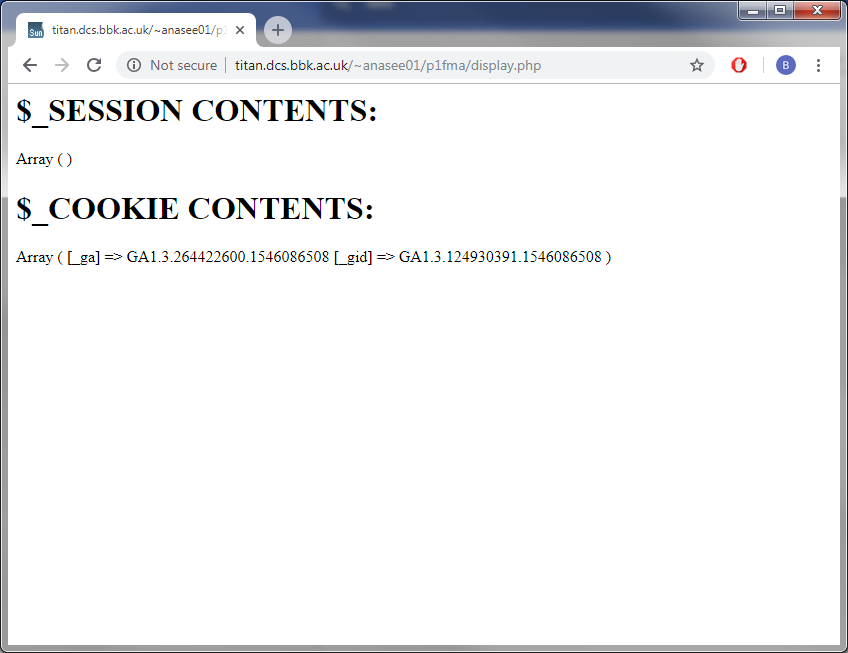 Sun titan.dcs.bbk.ac.uk/~anasee01/p1
Not secure titan.dcs.bbk.ac.uk/~anasee01/p1fma/display.php B
$_SESSION CONTENTS:
Array ( )
$_COOKIE CONTENTS:
Array ( [_ga] => GA1.3.264422600.1546086508 [_gid] => GA1.3.124930391.1546086508 )